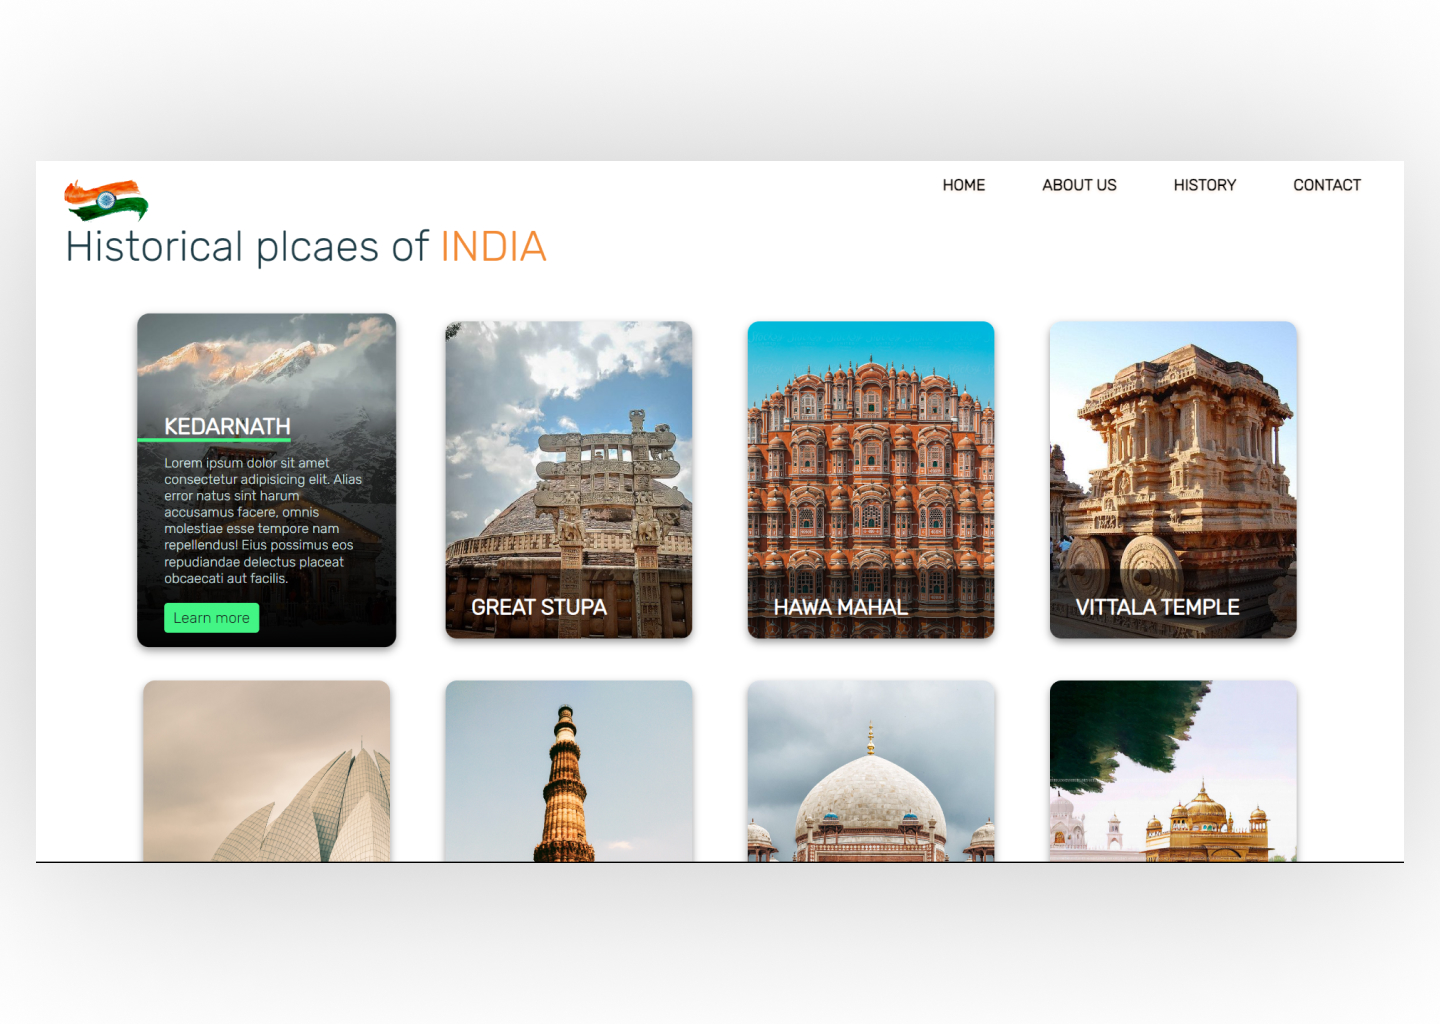 HOME ABOUT US HISTORY CONTACT
Historical plcaes of INDIA
KEDARNATH
Lorem ipsum dolor sit amet
consectetur adipisicing elit. Alias
error natus sint harum
accusamus facere, omnis
molestiae esse tempore nam
repellendus! Eius possimus eos
repudiandae delectus placeat
obcaecati aut facilis.
Learn more
GREAT STUPA
HAWA MAHAL
VITTALA TEMPLE